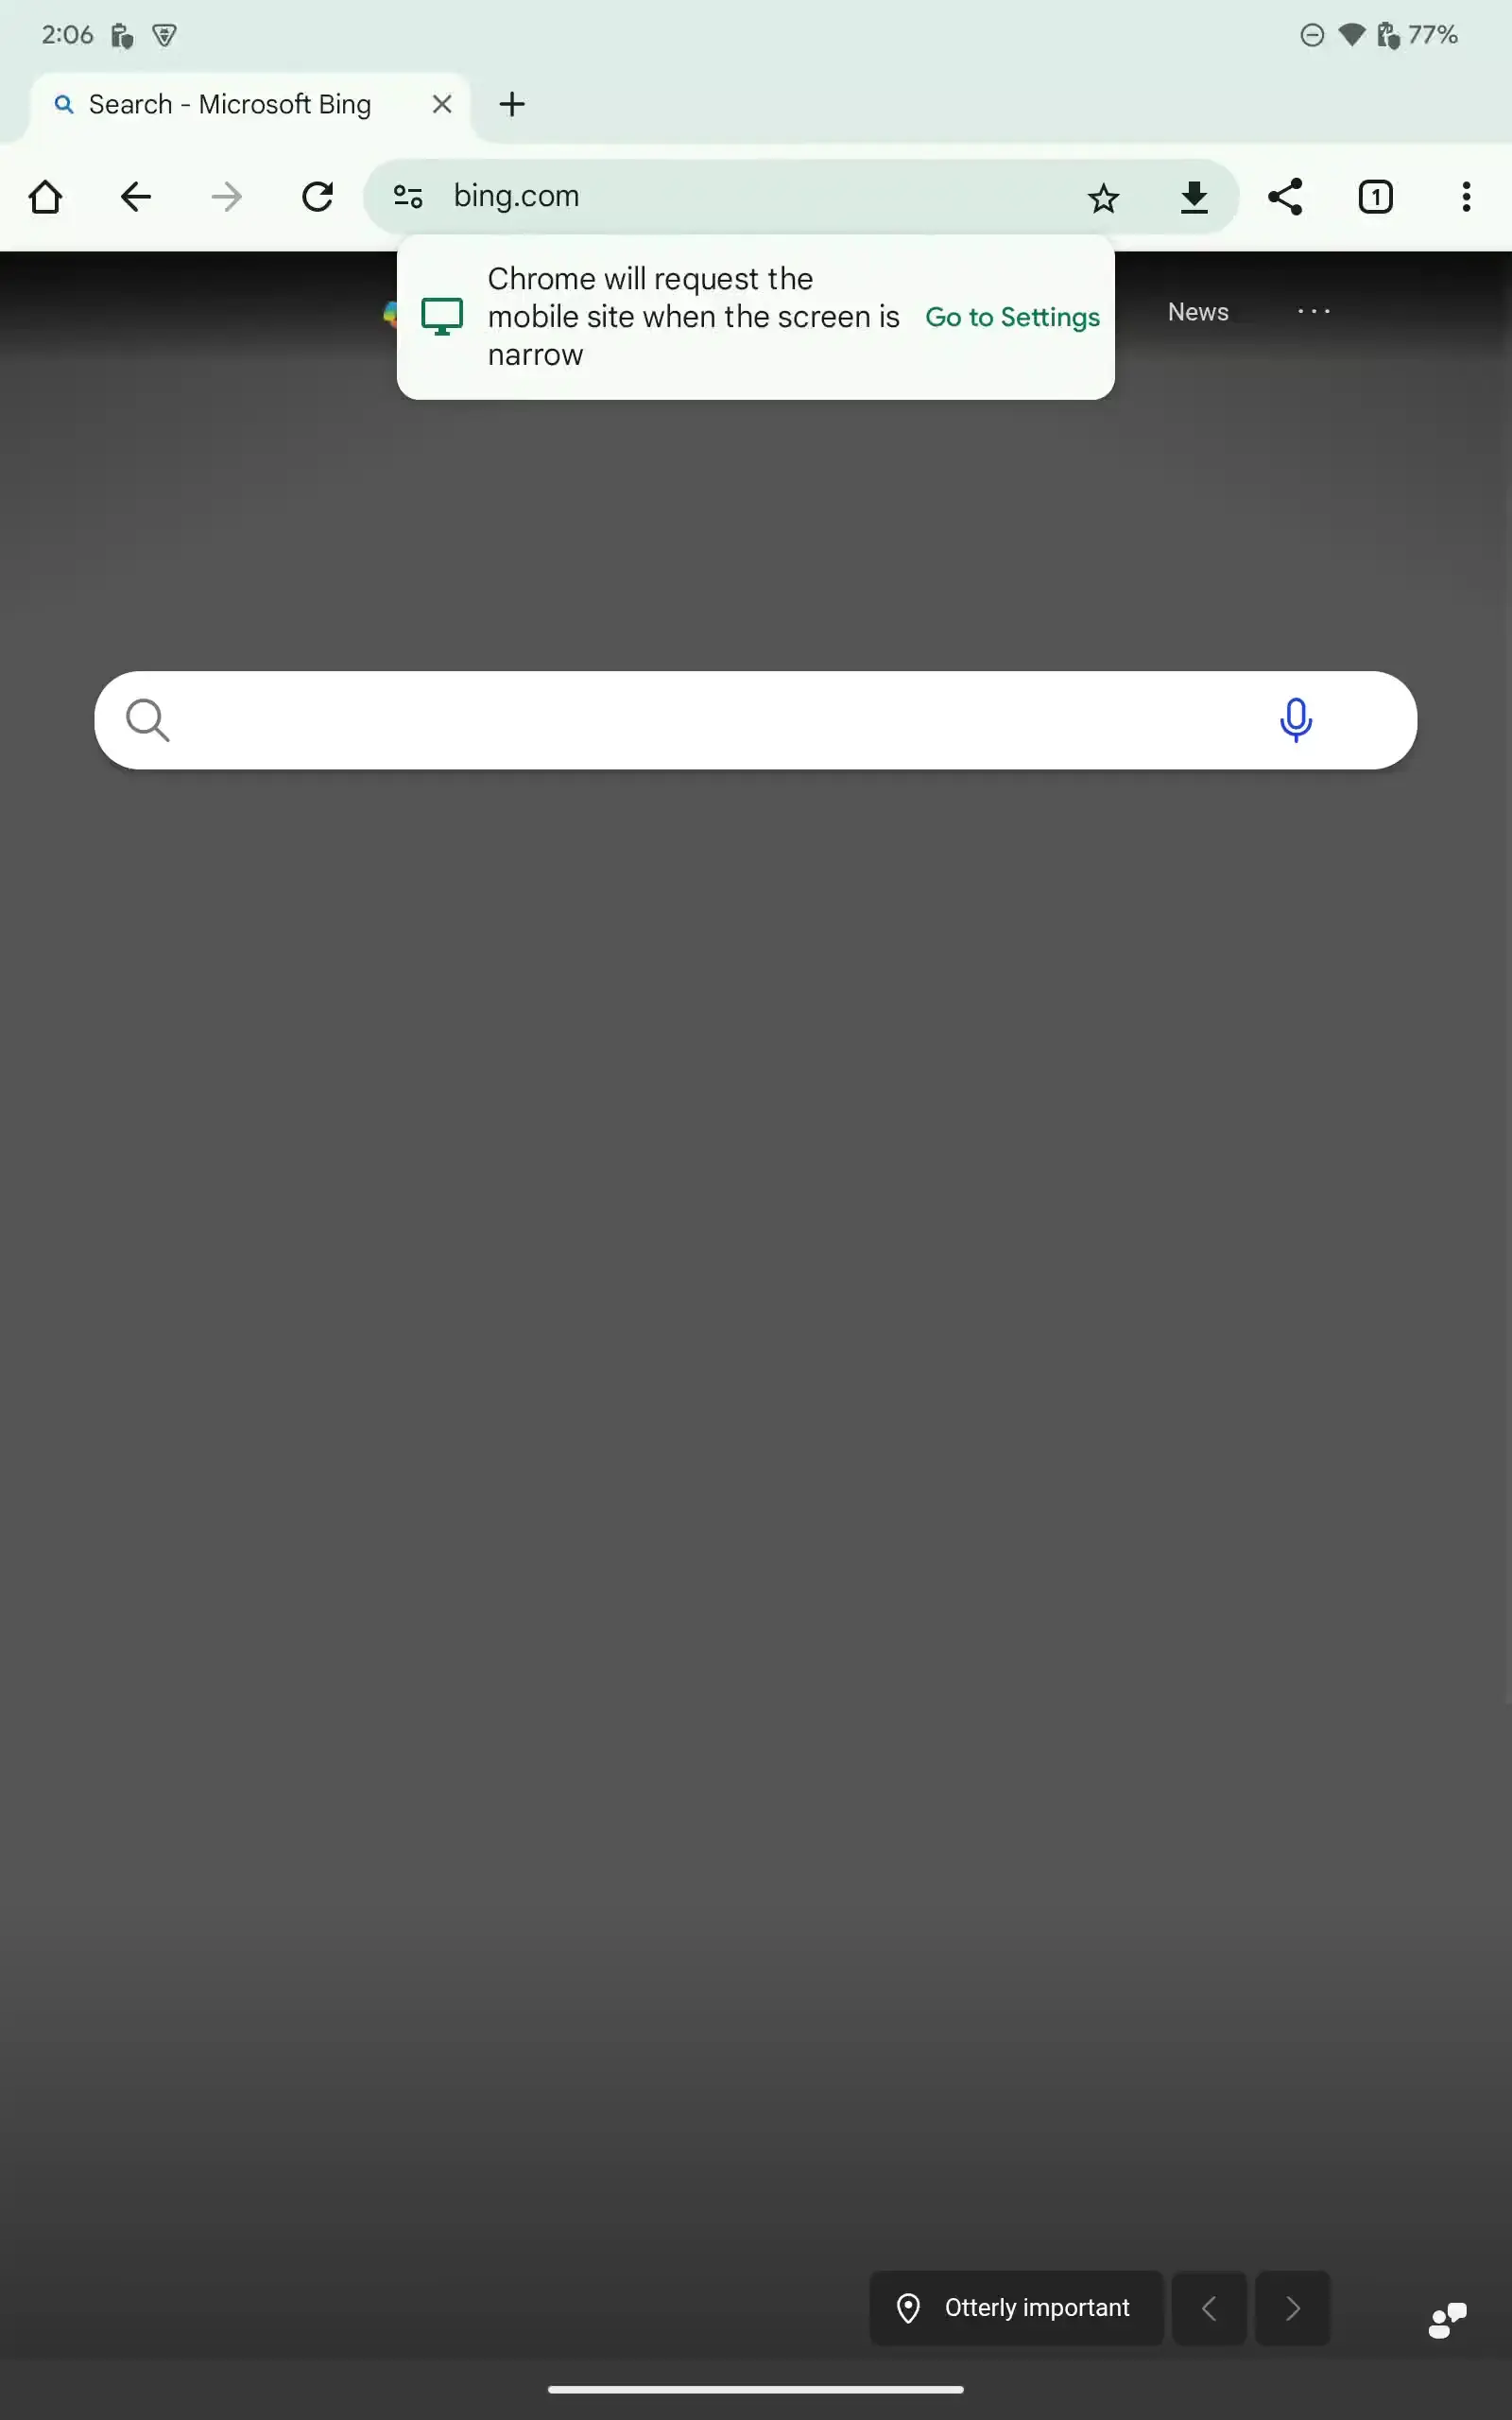 2:06
77%
Search - Microsoft Bing
bing.com
1
Chrome will request the
mobile site when the screen is
narrow
Go to Settings
News
Otterly important